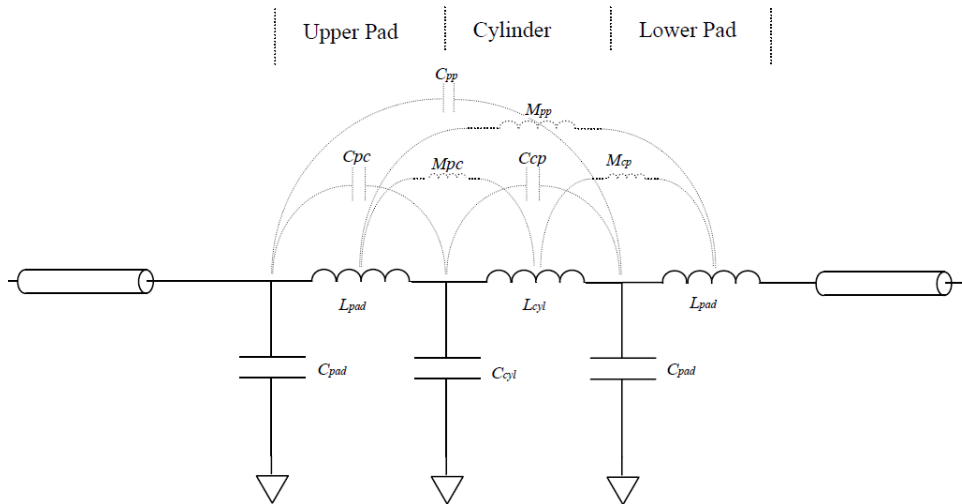 Upper Pad
Cylinder
Lower Pad
Cpp
Mpp
Cpc
Mpc
Ccp
Mcp
Lpad
Lcyl
Lpad
Cpad
Ccyl
Cpad